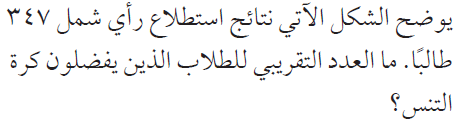 يوضح الشكل الآتي نتائج استطلاع رأي شمل ٣٤٧
طالبًا. ما العدد التقريبي للطلاب الذين يفضلون كرة
التنس؟